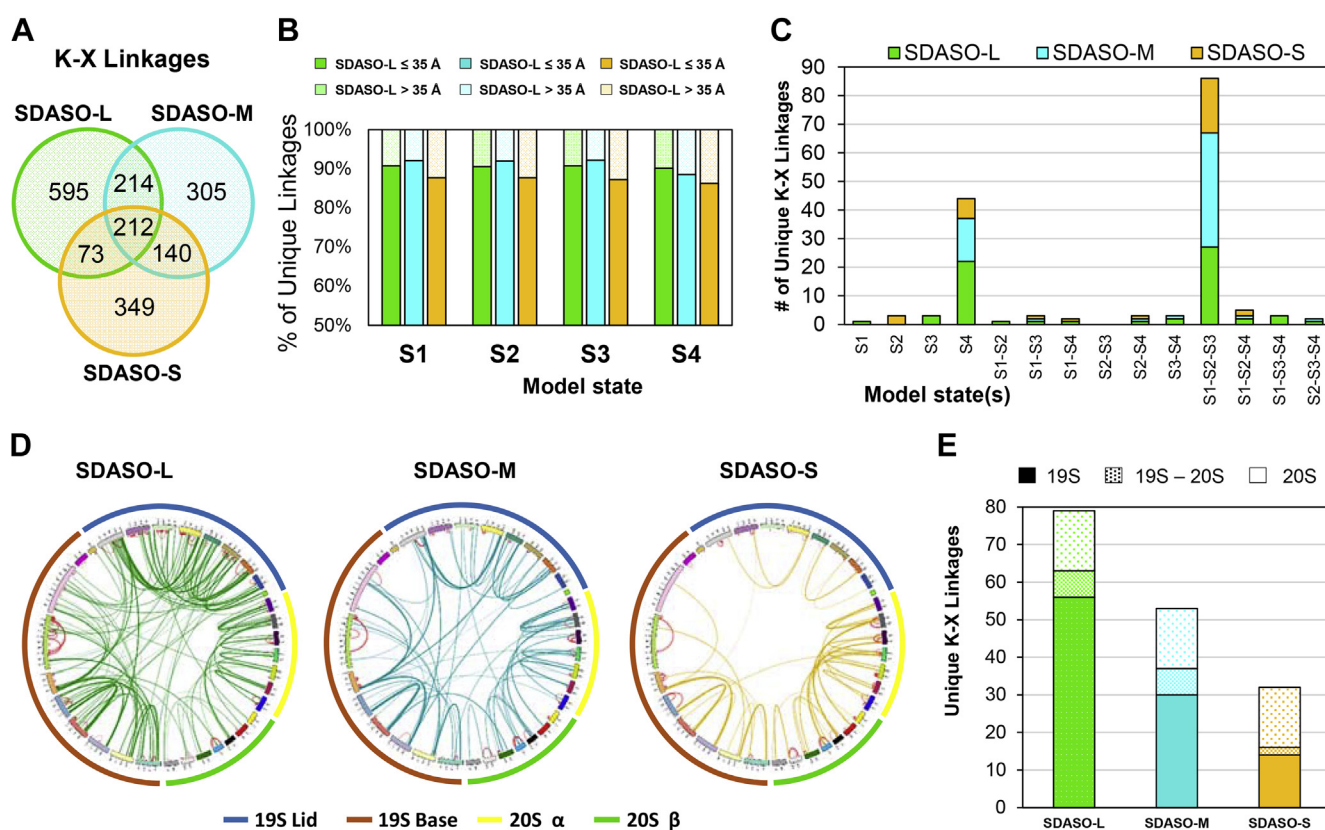 A
K-X Linkages
SDASO-L
SDASO-M
595
214
305
212
73
140
349
SDASO-S
B
SDASO-L ≤ 35 Å
SDASO-L ≤ 35 Å
SDASO-L ≤ 35 Å
SDASO-L > 35 Å
SDASO-L > 35 Å
SDASO-L > 35 Å
% of Unique Linkages
100%
90%
80%
70%
60%
50%
S1
S2
S3
S4
Model state
C
SDASO-L
SDASO-M
SDASO-S
# of Unique K-X Linkages
90
80
70
60
50
40
30
20
10
0
S1
S2
S3
S4
S1-S2
S1-S3
S1-S4
S2-S3
S2-S4
S3-S4
S1-S2-S3
S1-S2-S4
S1-S3-S4
S2-S3-S4
Model state(s)
D
SDASO-L
SDASO-M
SDASO-S
19S Lid
19S Base
20S α
20S β
E
19S
19S – 20S
20S
Unique K-X Linkages
80
70
60
50
40
30
20
10
0
SDASO-L
SDASO-M
SDASO-S